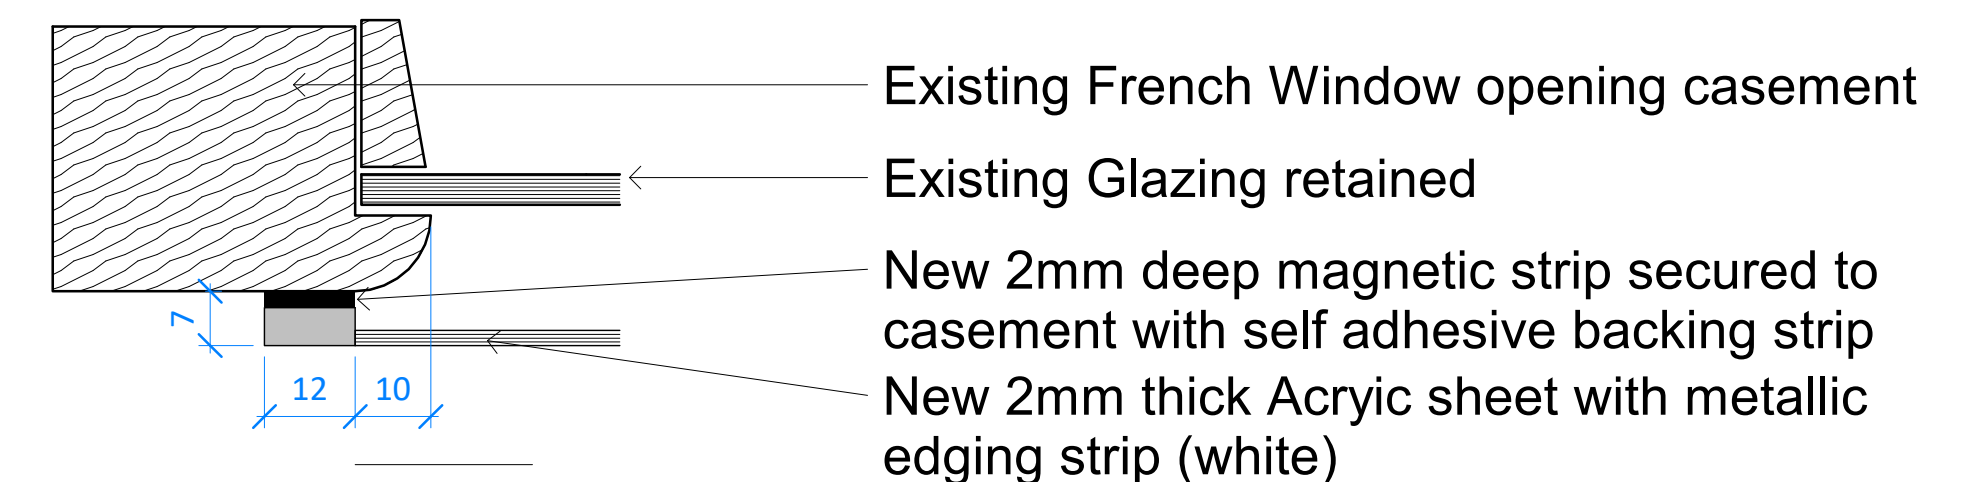 Existing French Window opening casement
Existing Glazing retained
New 2mm deep magnetic strip secured to
casement with self adhesive backing strip
7
12
10
New 2mm thick Acryic sheet with metallic
edging strip (white)